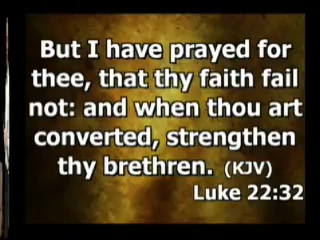 But I have prayed for
thee, that thy faith fail
not: and when thou art
converted, strengthen
thy brethren. (KJV)
Luke 22:32